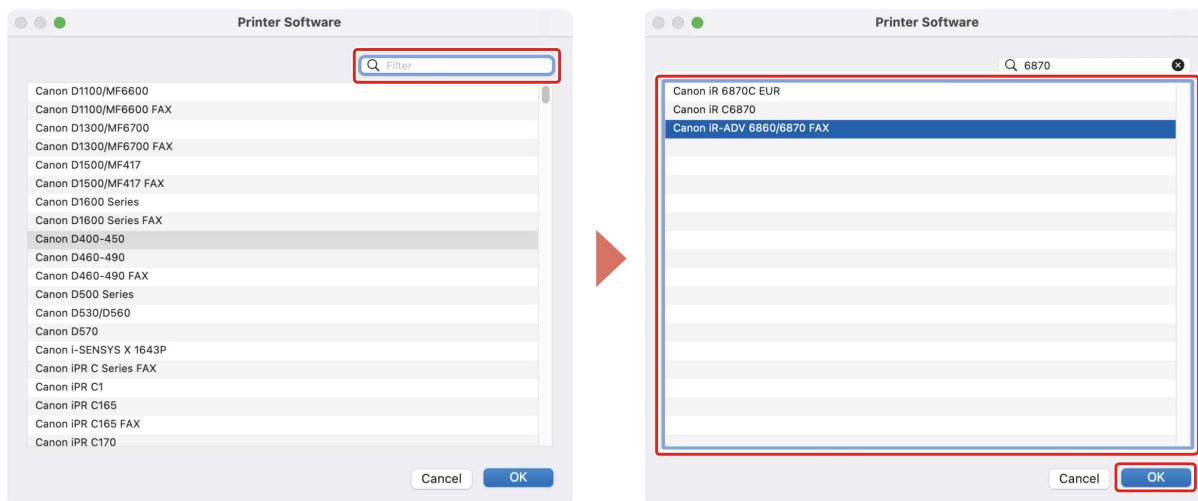 Printer Software
Filter
Canon D1100/MF6600
Canon D1100/MF6600 FAX
Canon D1300/MF6700
Canon D1300/MF6700 FAX
Canon D1500/MF417
Canon D1500/MF417 FAX
Canon D1600 Series
Canon D1600 Series FAX
Canon D400-450
Canon D460-490
Canon D460-490 FAX
Canon D500 Series
Canon D530/D560
Canon D570
Canon i-SENSYS X 1643P
Canon iPR C Series FAX
Canon iPR C1
Canon iPR C165
Canon iPR C165 FAX
Canon iPR C170
Cancel OK
Printer Software
6870
Canon iR 6870C EUR
Canon iR C6870
Canon iR-ADV 6860/6870 FAX
Cancel OK